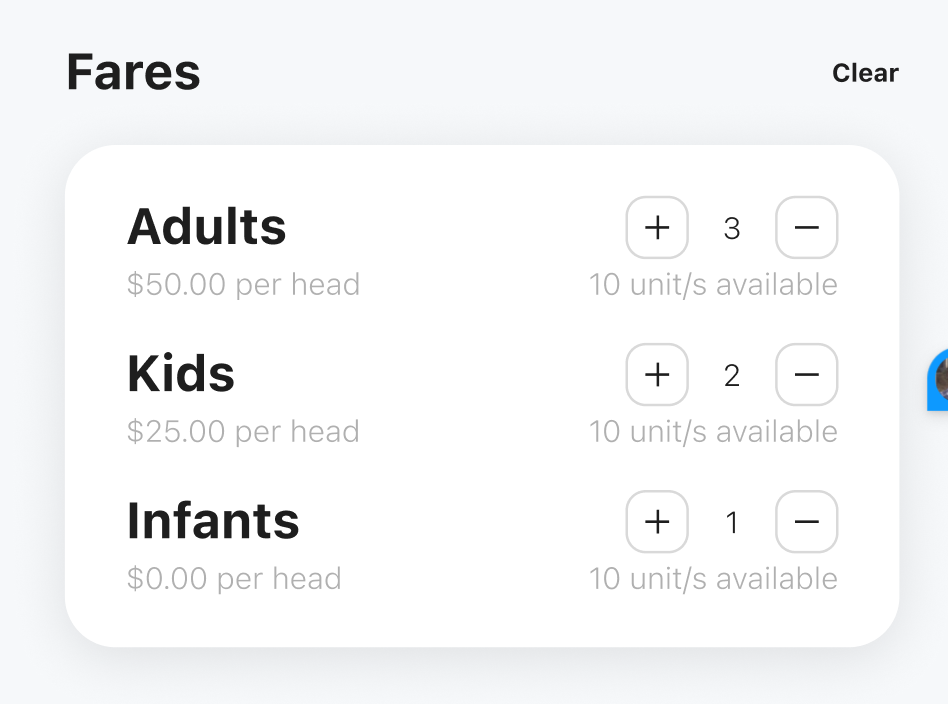 Fares Clear
Adults + 3 −
$50.00 per head 10 unit/s available
Kids + 2 −
$25.00 per head 10 unit/s available
Infants + 1 −
$0.00 per head 10 unit/s available